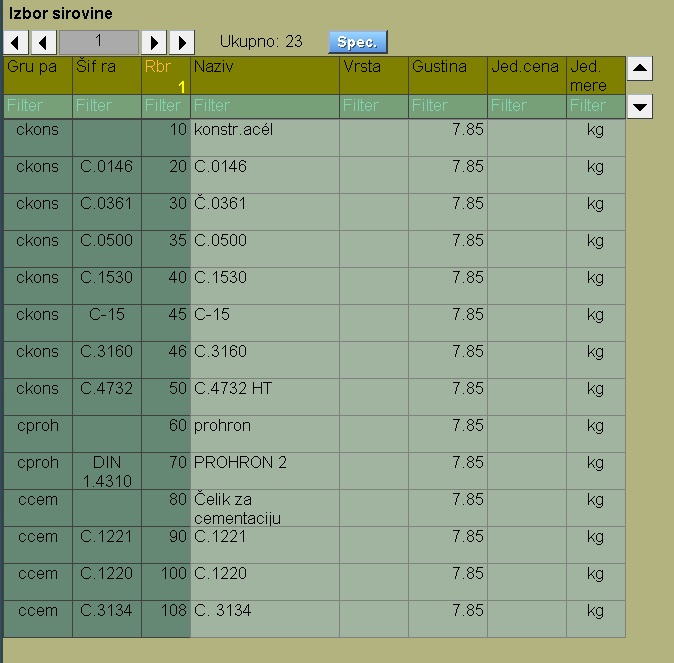 Izbor sirovine
1 Ukupno: 23 Spec.
Gru pa Šif ra Rbr Naziv Vrsta Gustina Jed.cena Jed.
1 mere
Filter Filter Filter Filter Filter Filter Filter Filter
ckons 10 konstr.acél 7.85 kg
ckons C.0146 20 C.0146 7.85 kg
ckons C.0361 30 Č.0361 7.85 kg
ckons C.0500 35 C.0500 7.85 kg
ckons C.1530 40 C.1530 7.85 kg
ckons C-15 45 C-15 7.85 kg
ckons C.3160 46 C.3160 7.85 kg
ckons C.4732 50 C.4732 HT 7.85 kg
cproh 60 prohron 7.85 kg
cproh DIN 70 PROHRON 2 7.85 kg
1.4310
ccem 80 Čelik za 7.85 kg
cementaciju
ccem C.1221 90 C.1221 7.85 kg
ccem C.1220 100 C.1220 7.85 kg
ccem C.3134 108 C. 3134 7.85 kg